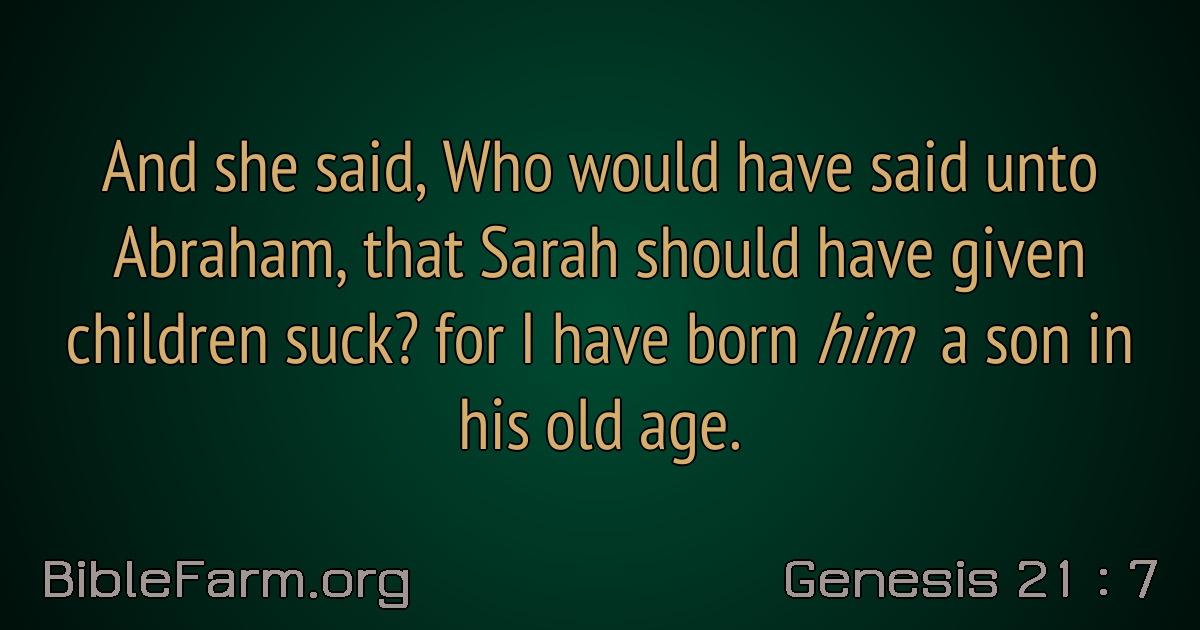 And she said, Who would have said unto
Abraham, that Sarah should have given
children suck? for I have born him a son in
his old age.
BibleFarm.org
Genesis 21 : 7